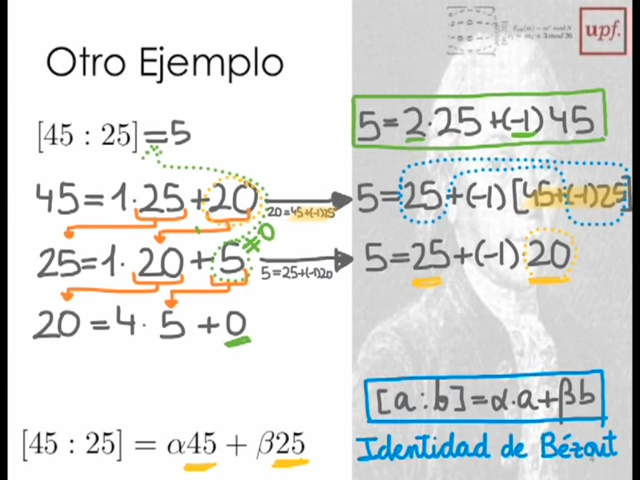 Otro Ejemplo
upf.
[45 : 25] = 5
45 = 1·25 + 20
20=45+(-1)25
25 = 1·20 + 5 ≠0
5=25+(-1)20
20 = 4·5 + 0
[45 : 25] = α45 + β25
5 = 2·25 + (-1)45
5 = 25 + (-1)[45+(-1)25]
5 = 25 + (-1)20
[a:b] = α·a + βb
Identidad de Bézout